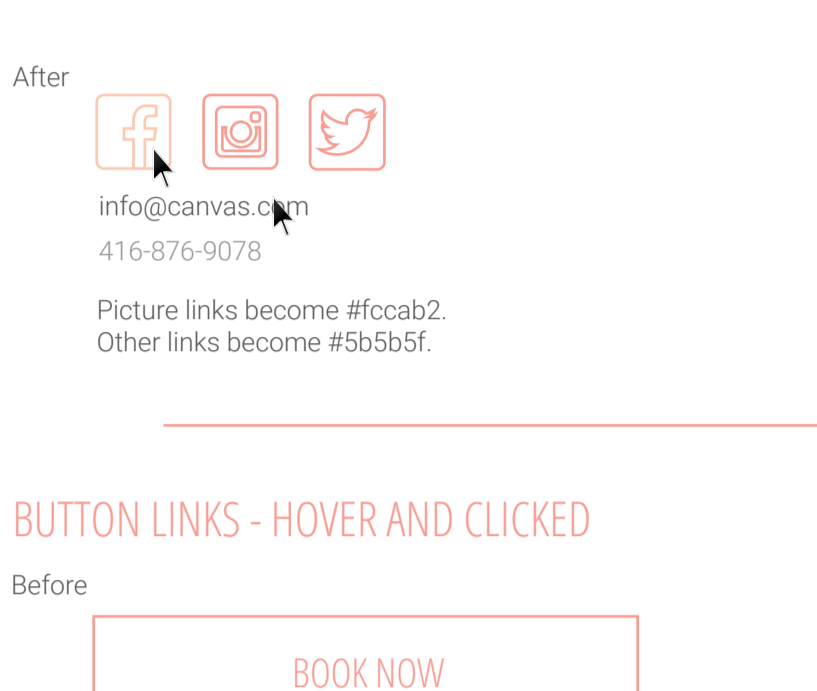 After
info@canvas.com
416-876-9078
Picture links become #fccab2.
Other links become #5b5b5f.
BUTTON LINKS - HOVER AND CLICKED
Before
BOOK NOW